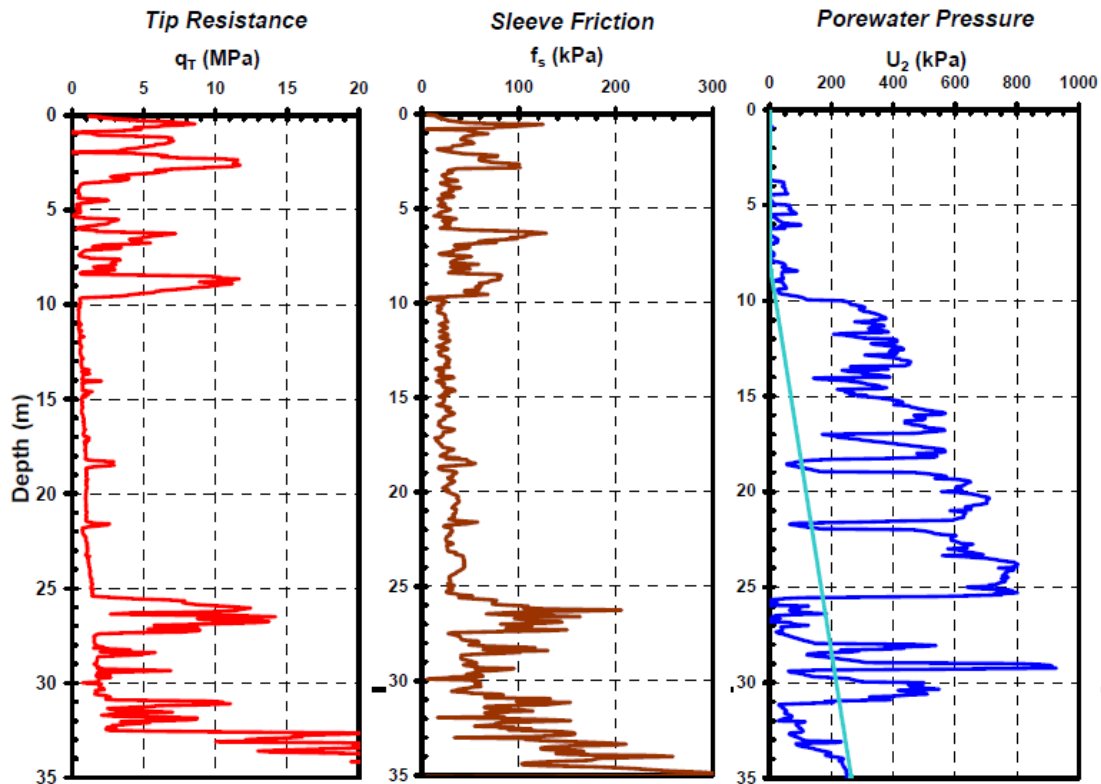 Tip Resistance
qT (MPa)
0 5 10 15 20
0
5
10
15
20
25
30
35
Depth (m)
Sleeve Friction
fs (kPa)
0 100 200 300
0
5
10
15
20
25
30
35
Porewater Pressure
U2 (kPa)
0 200 400 600 800 1000
0
5
10
15
20
25
30
35